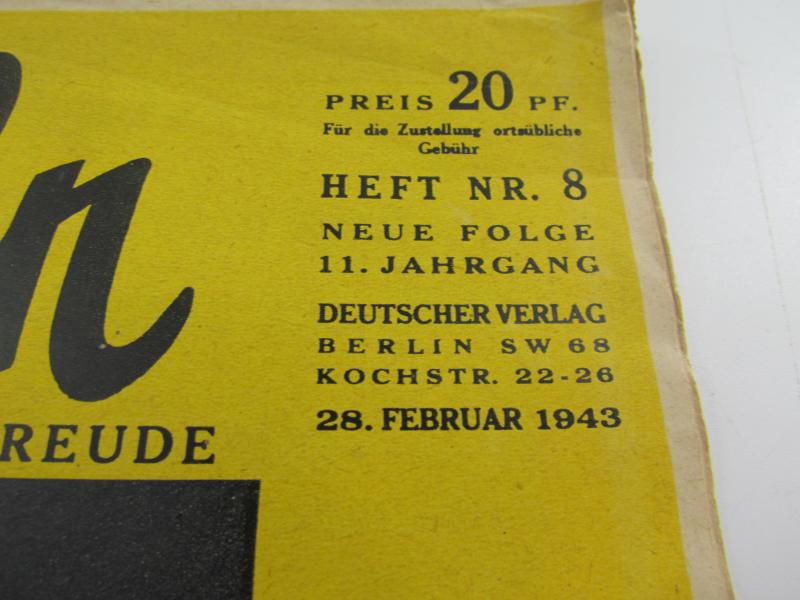 PREIS 20 PF.
Für die Zustellung ortsübliche
Gebühr
HEFT NR. 8
NEUE FOLGE
11. JAHRGANG
DEUTSCHER VERLAG
BERLIN SW 68
KOCHSTR. 22-26
28. FEBRUAR 1943
n
REUDE